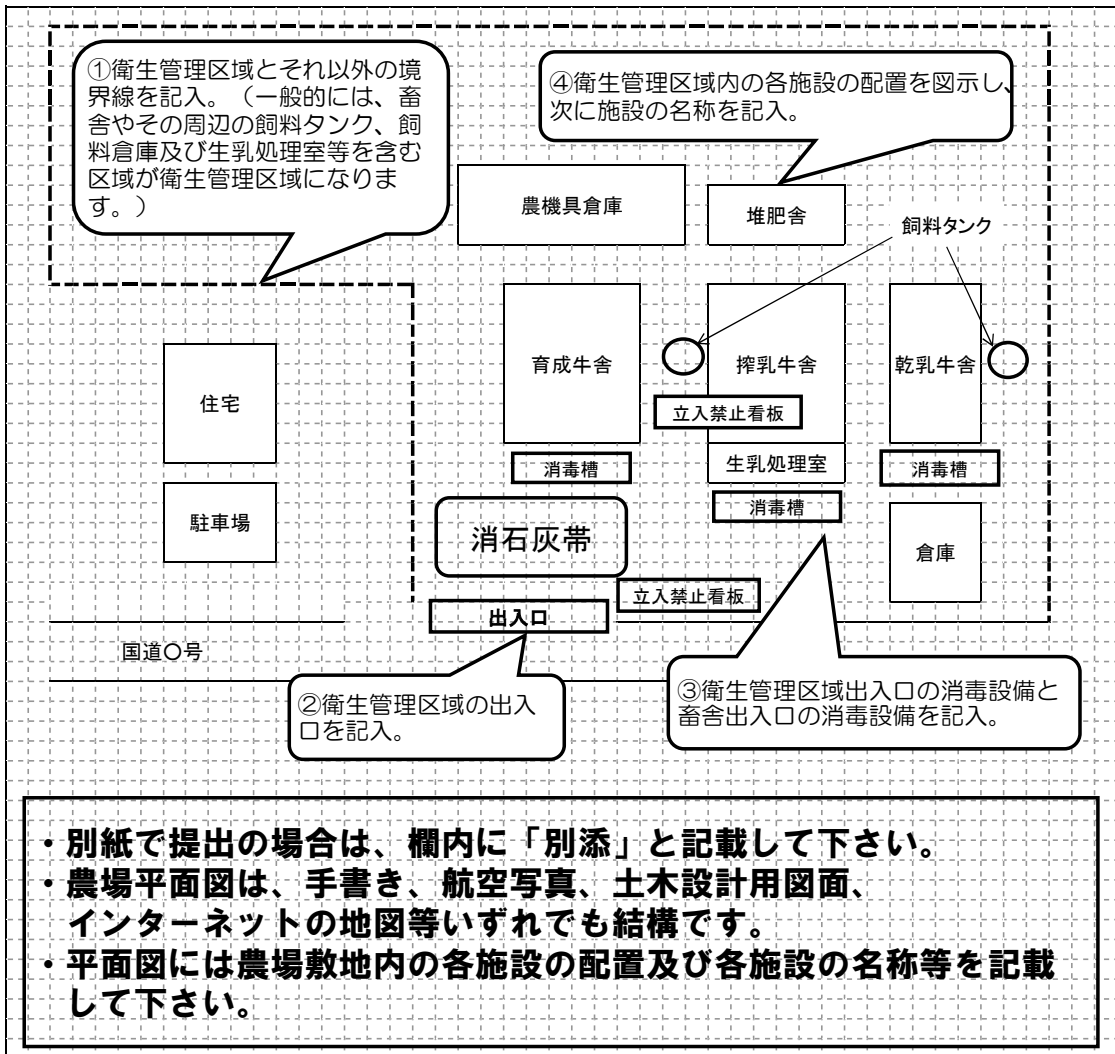 ①衛生管理区域とそれ以外の境
界線を記入。（一般的には、畜
舎やその周辺の飼料タンク、飼
料倉庫及び生乳処理室等を含む
区域が衛生管理区域になりま
す。）
④衛生管理区域内の各施設の配置を図示し、
次に施設の名称を記入。
農機具倉庫
堆肥舎
飼料タンク
育成牛舎
搾乳牛舎
乾乳牛舎
住宅
立入禁止看板
消毒槽
生乳処理室
消毒槽
消毒槽
駐車場
消石灰帯
倉庫
立入禁止看板
出入口
国道〇号
②衛生管理区域の出入
口を記入。
③衛生管理区域出入口の消毒設備と
畜舎出入口の消毒設備を記入。
・別紙で提出の場合は、欄内に「別添」と記載して下さい。
・農場平面図は、手書き、航空写真、土木設計用図面、
インターネットの地図等いずれでも結構です。
・平面図には農場敷地内の各施設の配置及び各施設の名称等を記載
して下さい。